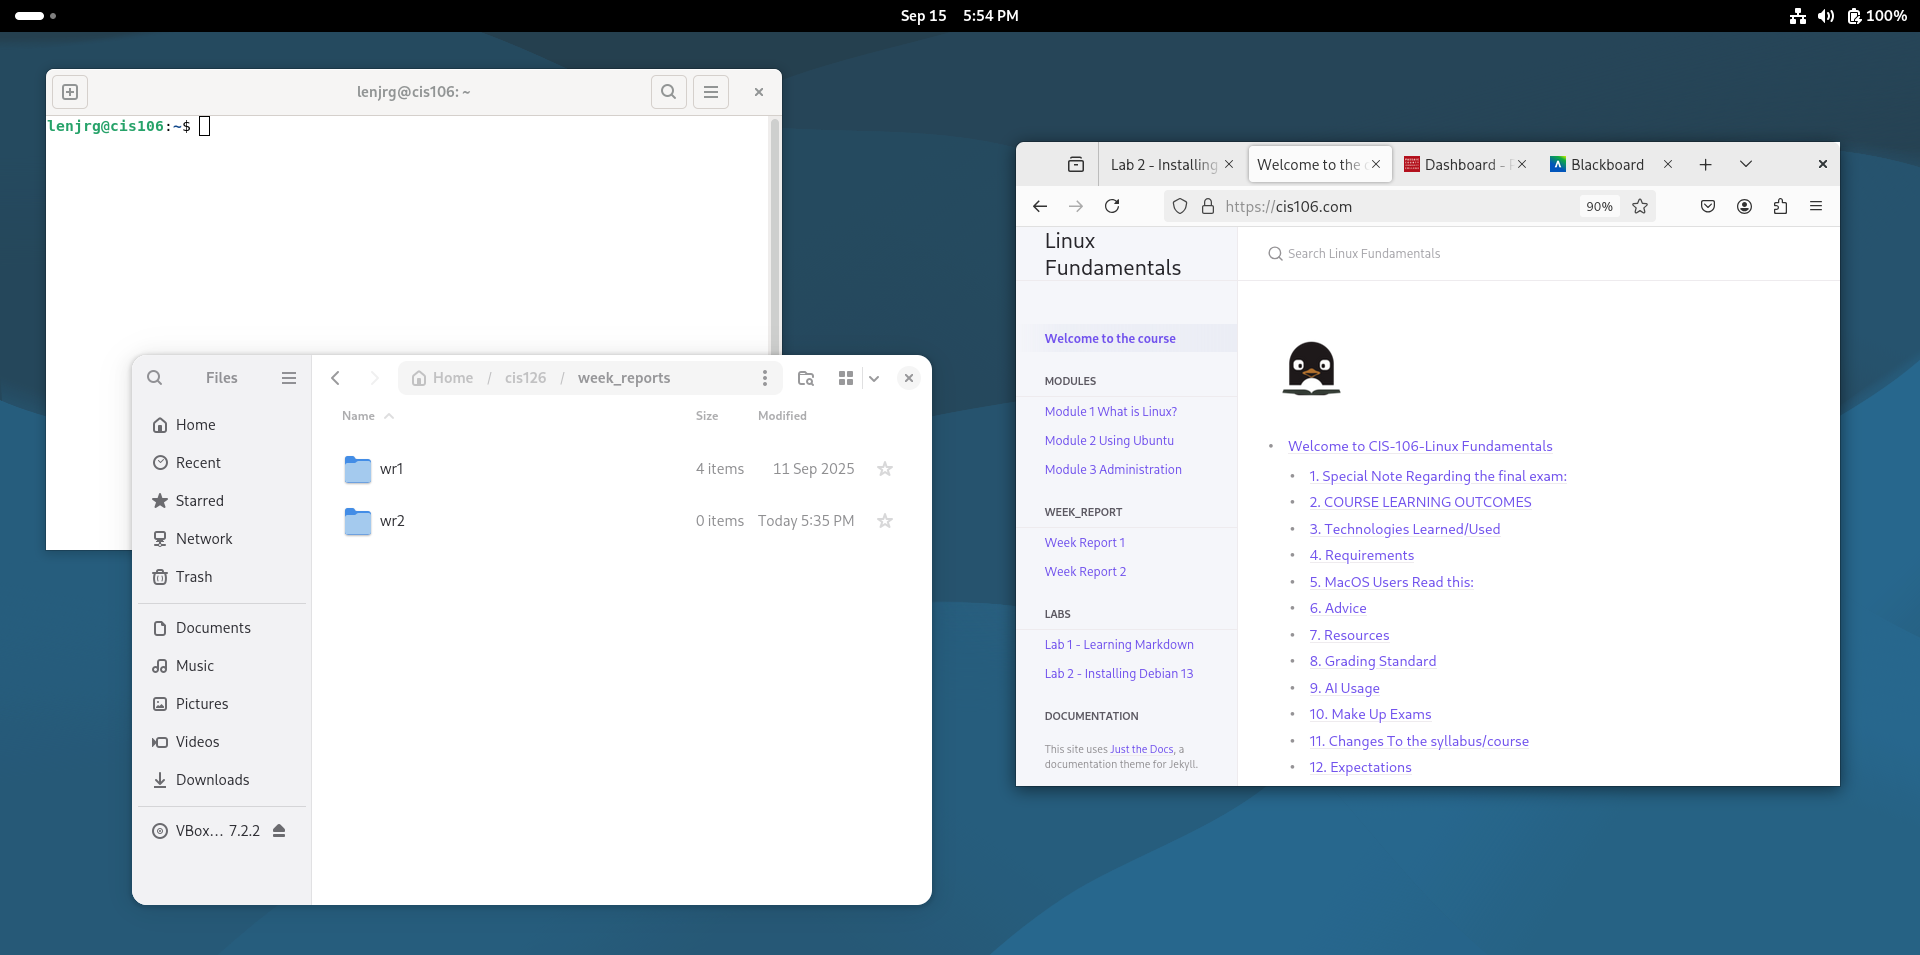 Sep 15 5:54 PM
100%
lenjrg@cis106: ~
lenjrg@cis106:~$
Files
Home
Recent
Starred
Network
Trash
Documents
Music
Pictures
Videos
Downloads
VBox… 7.2.2
Home / cis126 / week_reports
Name Size Modified
wr1 4 items 11 Sep 2025
wr2 0 items Today 5:35 PM
Lab 2 - Installing
Welcome to the
Dashboard -
Blackboard
https://cis106.com
90%
Linux
Fundamentals
Search Linux Fundamentals
Welcome to the course
MODULES
Module 1 What is Linux?
Module 2 Using Ubuntu
Module 3 Administration
WEEK_REPORT
Week Report 1
Week Report 2
LABS
Lab 1 - Learning Markdown
Lab 2 - Installing Debian 13
DOCUMENTATION
This site uses Just the Docs, a
documentation theme for Jekyll.
• Welcome to CIS-106-Linux Fundamentals
• 1. Special Note Regarding the final exam:
• 2. COURSE LEARNING OUTCOMES
• 3. Technologies Learned/Used
• 4. Requirements
• 5. MacOS Users Read this:
• 6. Advice
• 7. Resources
• 8. Grading Standard
• 9. AI Usage
• 10. Make Up Exams
• 11. Changes To the syllabus/course
• 12. Expectations